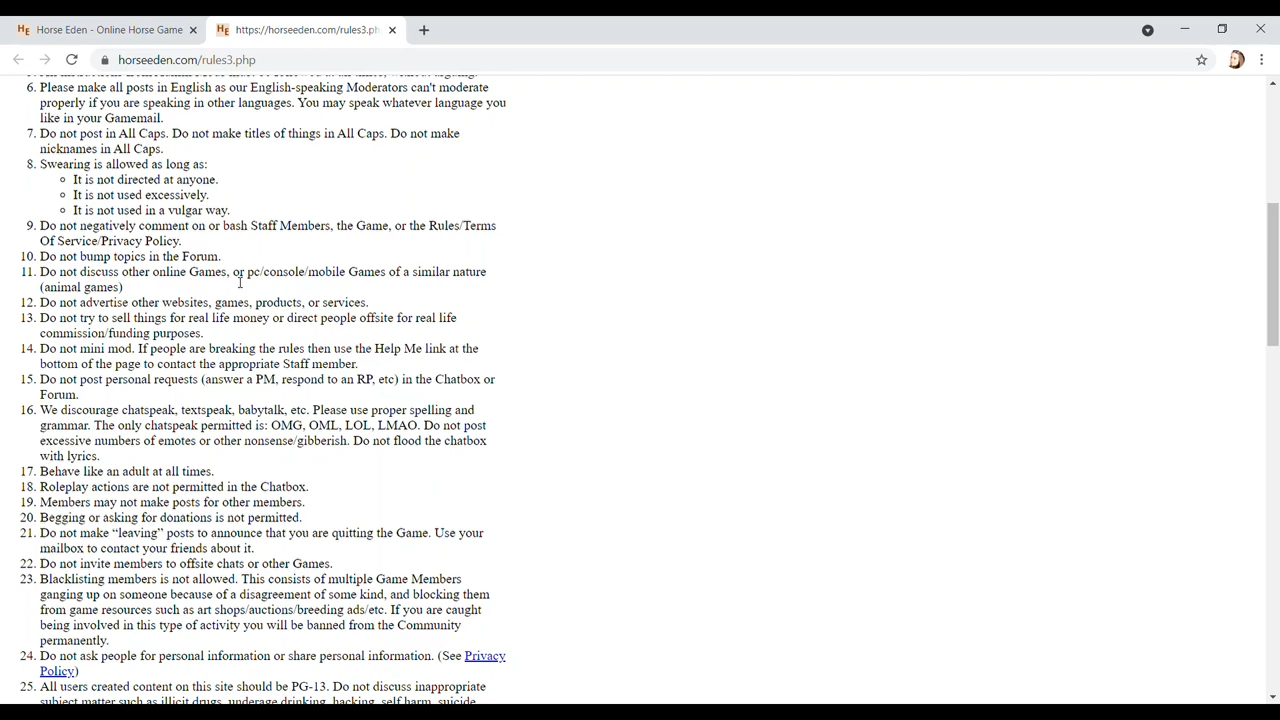 Horse Eden - Online Horse Game
https://horseeden.com/rules3.ph
horseeden.com/rules3.php
6. Please make all posts in English as our English-speaking Moderators can't moderate
properly if you are speaking in other languages. You may speak whatever language you
like in your Gamemail.
7. Do not post in All Caps. Do not make titles of things in All Caps. Do not make
nicknames in All Caps.
8. Swearing is allowed as long as:
It is not directed at anyone.
It is not used excessively.
It is not used in a vulgar way.
9. Do not negatively comment on or bash Staff Members, the Game, or the Rules/Terms
Of Service/Privacy Policy.
10. Do not bump topics in the Forum.
11. Do not discuss other online Games, or pc/console/mobile Games of a similar nature
(animal games)
12. Do not advertise other websites, games, products, or services.
13. Do not try to sell things for real life money or direct people offsite for real life
commission/funding purposes.
14. Do not mini mod. If people are breaking the rules then use the Help Me link at the
bottom of the page to contact the appropriate Staff member.
15. Do not post personal requests (answer a PM, respond to an RP, etc) in the Chatbox or
Forum.
16. We discourage chatspeak, textspeak, babytalk, etc. Please use proper spelling and
grammar. The only chatspeak permitted is: OMG, OML, LOL, LMAO. Do not post
excessive numbers of emotes or other nonsense/gibberish. Do not flood the chatbox
with lyrics.
17. Behave like an adult at all times.
18. Roleplay actions are not permitted in the Chatbox.
19. Members may not make posts for other members.
20. Begging or asking for donations is not permitted.
21. Do not make “leaving” posts to announce that you are quitting the Game. Use your
mailbox to contact your friends about it.
22. Do not invite members to offsite chats or other Games.
23. Blacklisting members is not allowed. This consists of multiple Game Members
ganging up on someone because of a disagreement of some kind, and blocking them
from game resources such as art shops/auctions/breeding ads/etc. If you are caught
being involved in this type of activity you will be banned from the Community
permanently.
24. Do not ask people for personal information or share personal information. (See Privacy
Policy)
25. All users created content on this site should be PG-13. Do not discuss inappropriate
subject matter such as illicit drugs, underage drinking, hacking, self harm, suicide,